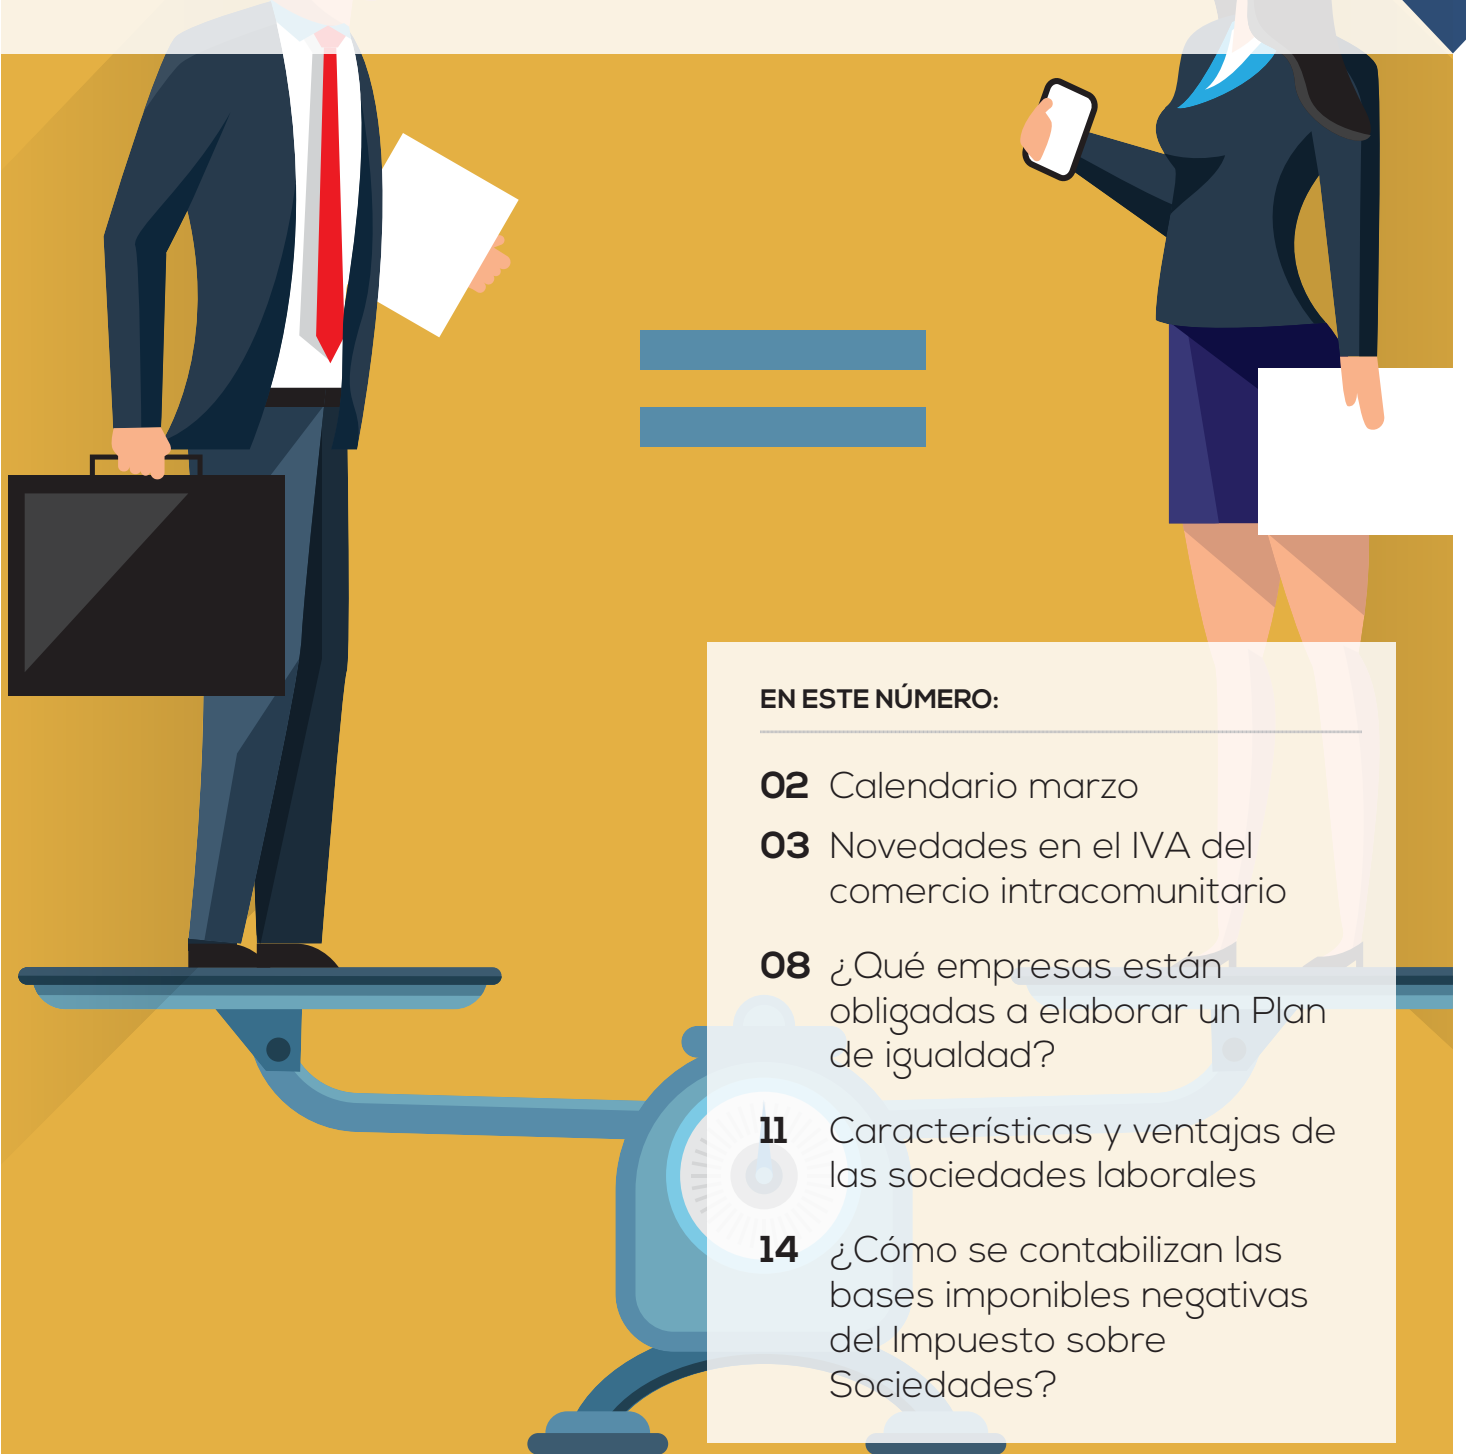 EN ESTE NÚMERO:
02 Calendario marzo
03 Novedades en el IVA del
comercio intracomunitario
08 ¿Qué empresas están
obligadas a elaborar un Plan
de igualdad?
11 Características y ventajas de
las sociedades laborales
14 ¿Cómo se contabilizan las
bases imponibles negativas
del Impuesto sobre
Sociedades?